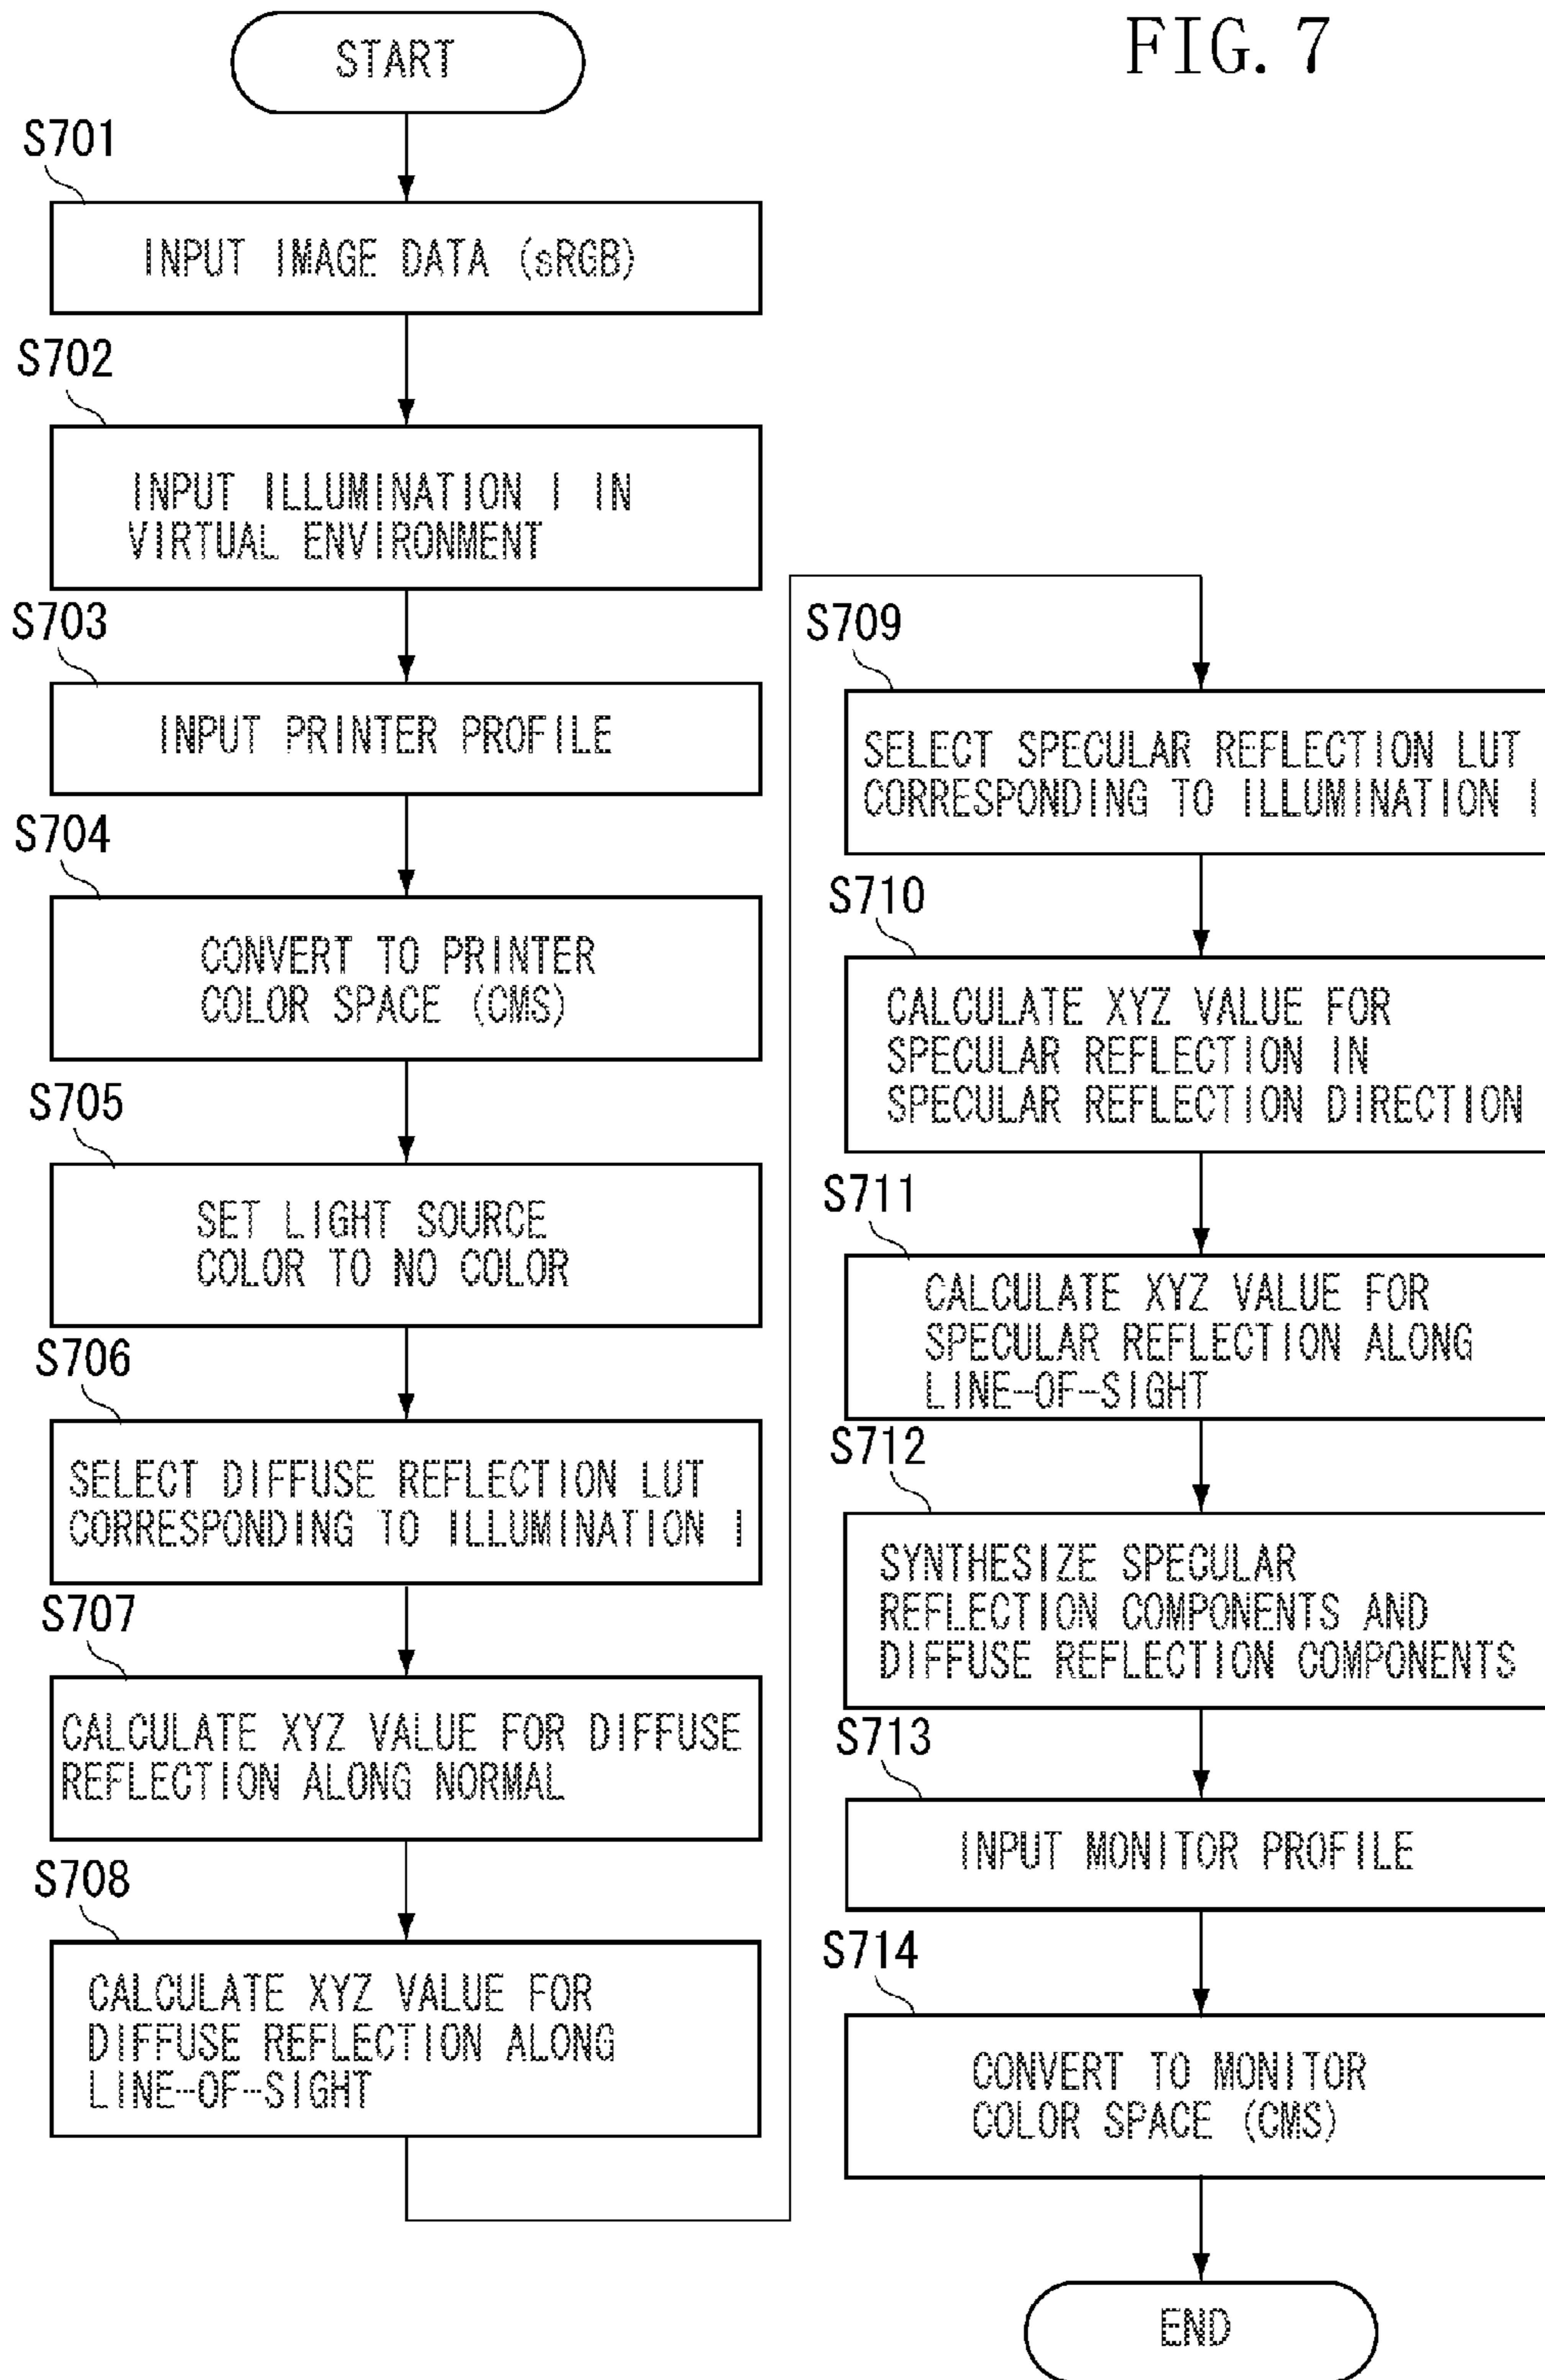 FIG. 7
START
S701
INPUT IMAGE DATA (sRGB)
S702
INPUT ILLUMINATION I IN
VIRTUAL ENVIRONMENT
S703
INPUT PRINTER PROFILE
S704
CONVERT TO PRINTER
COLOR SPACE (CMS)
S705
SET LIGHT SOURCE
COLOR TO NO COLOR
S706
SELECT DIFFUSE REFLECTION LUT
CORRESPONDING TO ILLUMINATION I
S707
CALCULATE XYZ VALUE FOR DIFFUSE
REFLECTION ALONG NORMAL
S708
CALCULATE XYZ VALUE FOR
DIFFUSE REFLECTION ALONG
LINE-OF-SIGHT
S709
SELECT SPECULAR REFLECTION LUT
CORRESPONDING TO ILLUMINATION I
S710
CALCULATE XYZ VALUE FOR
SPECULAR REFLECTION IN
SPECULAR REFLECTION DIRECTION
S711
CALCULATE XYZ VALUE FOR
SPECULAR REFLECTION ALONG
LINE-OF-SIGHT
S712
SYNTHESIZE SPECULAR
REFLECTION COMPONENTS AND
DIFFUSE REFLECTION COMPONENTS
S713
INPUT MONITOR PROFILE
S714
CONVERT TO MONITOR
COLOR SPACE (CMS)
END